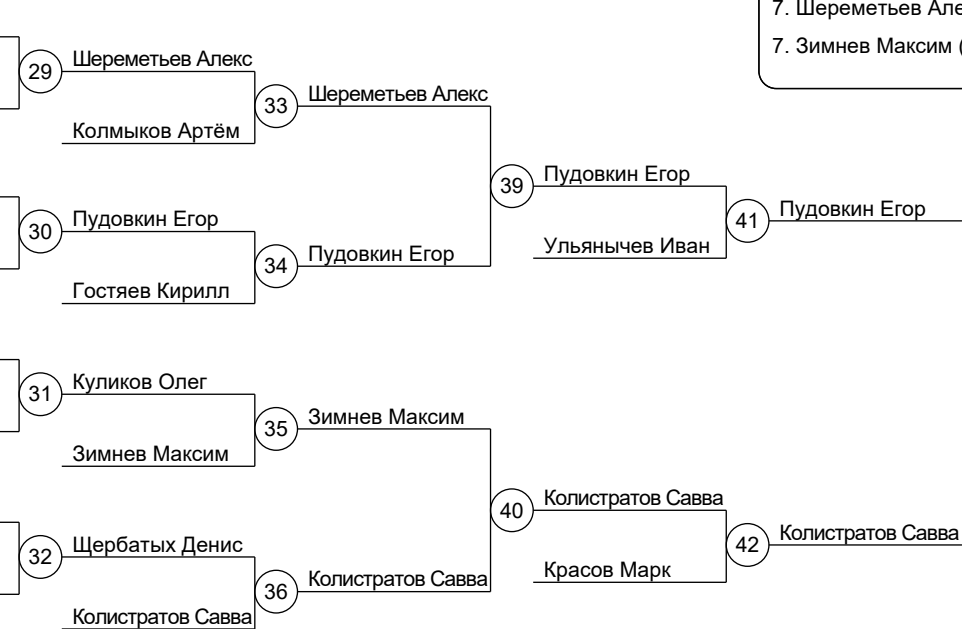 7. Шереметьев
7. Зимнев Максим (
29 Шереметьев Алекс
33 Шереметьев Алекс
Колмыков Артём
39 Пудовкин Егор
30 Пудовкин Егор
41 Пудовкин Егор
Ульянычев Иван
34 Пудовкин Егор
Гостяев Кирилл
31 Куликов Олег
35 Зимнев Максим
Зимнев Максим
40 Колистратов Савва
42 Колистратов Савва
32 Щербатых Денис
Красов Марк
36 Колистратов Савва
Колистратов Савва